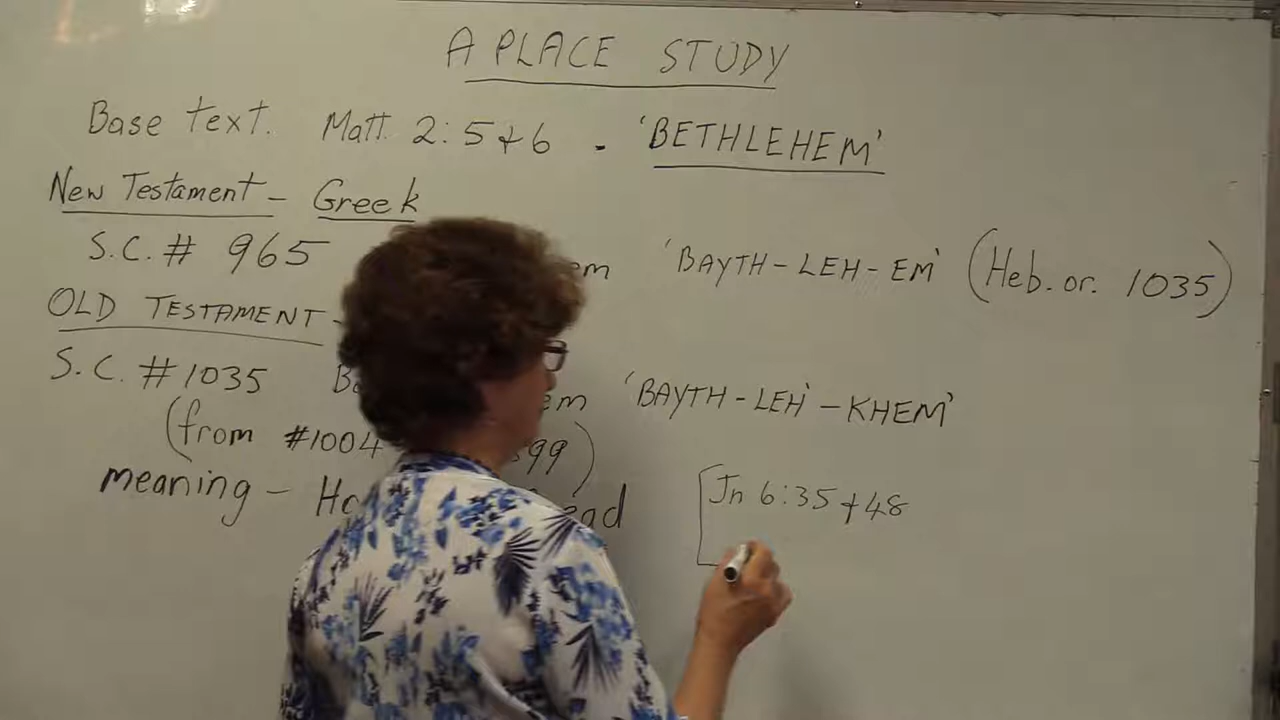 A PLACE STUDY
Base text. Matt. 2:5+6 - 'BETHLEHEM'
New Testament - Greek
S.C. # 965 'BAYTH-LEH-EM' (Heb. or. 1035)
OLD TESTAMENT -
S.C. #1035 'BAYTH-LEH'-KHEM'
(from #1004 99)
meaning -
[Jn 6:35+48